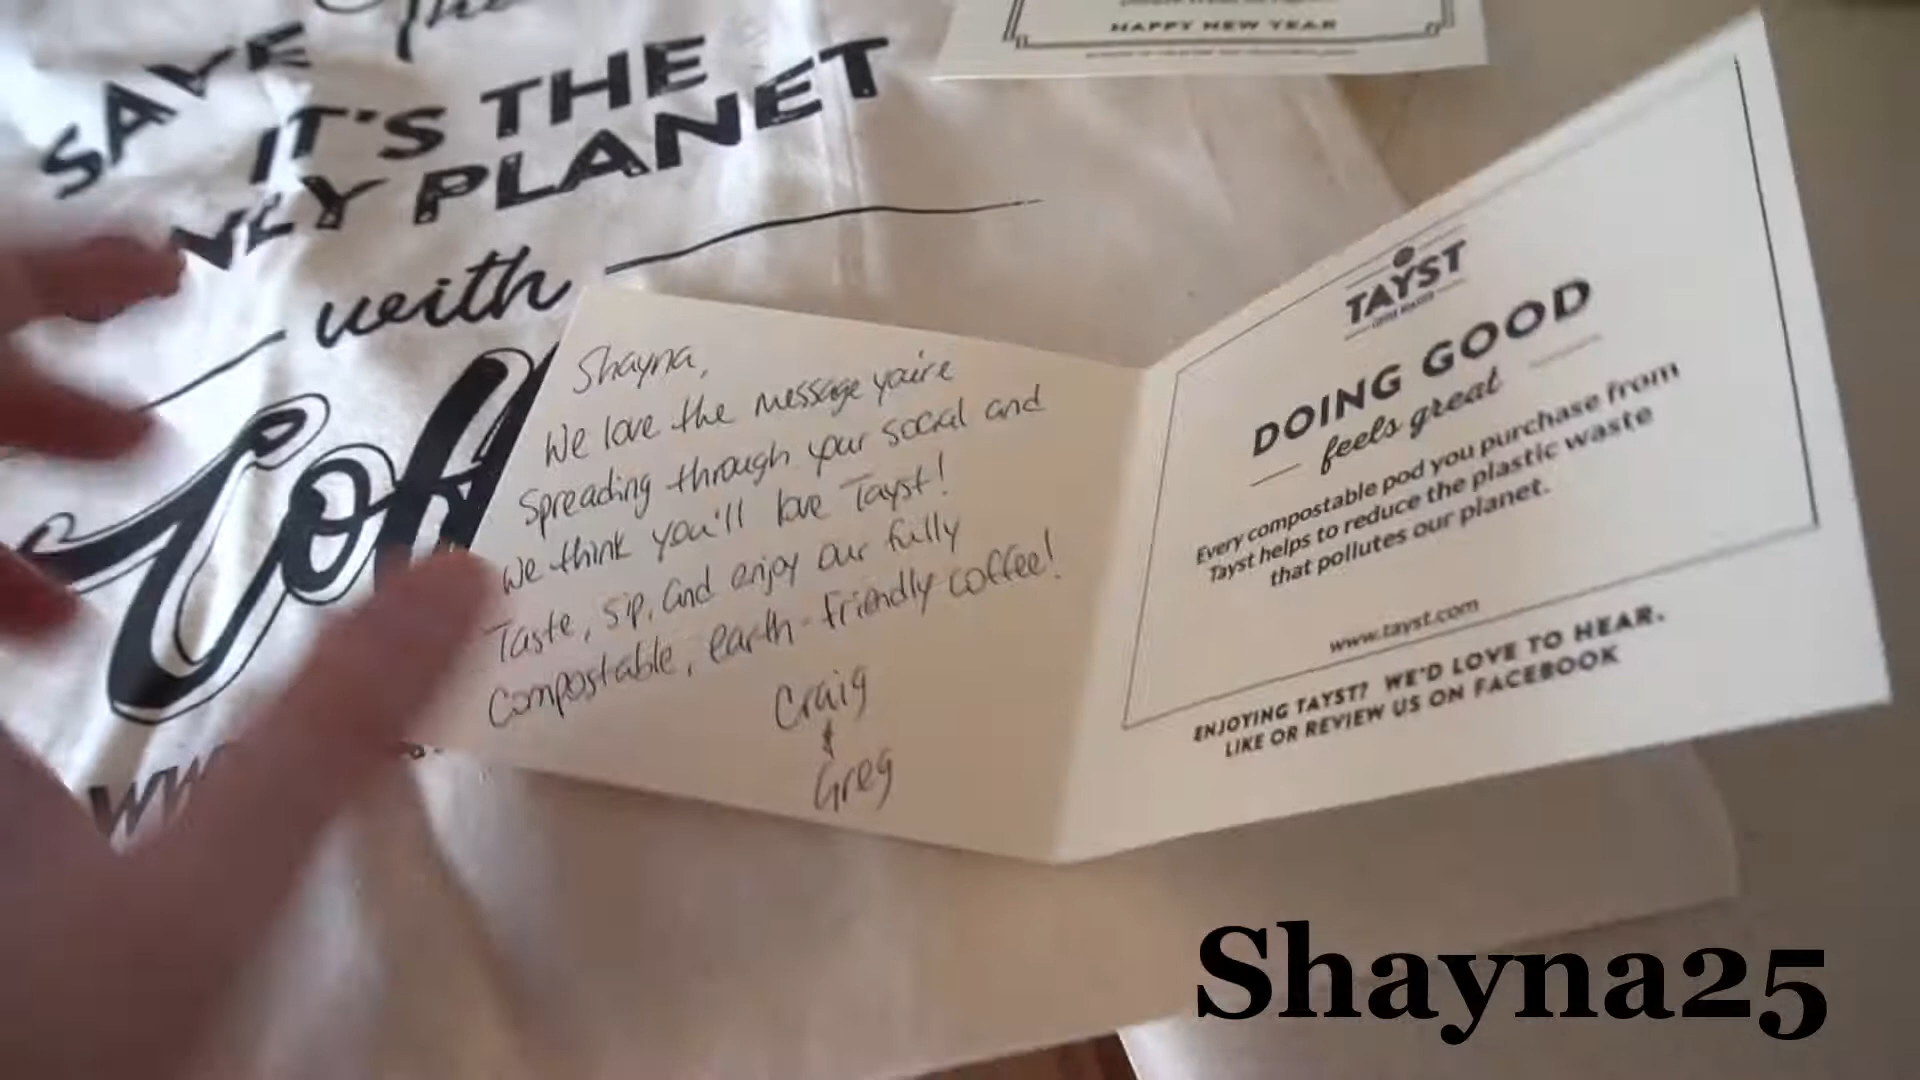 SAVE The
IT'S THE
PLANET
with
HAPPY NEW YEAR
Shayna,
We love the message you're
Spreading through your social and
we think you'll love Tayst!
Taste, sip, and enjoy our fully
compostable, earth-friendly coffee!
Craig
&
Greg
TAYST
COFFEE ROASTER
DOING GOOD
feels great
Every compostable pod you purchase from
Tayst helps to reduce the plastic waste
that pollutes our planet.
www.tayst.com
ENJOYING TAYST? WE'D LOVE TO HEAR.
LIKE OR REVIEW US ON FACEBOOK
Shayna25